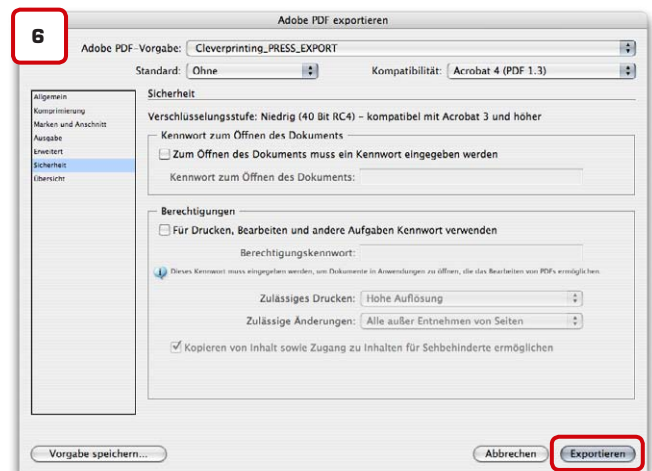 6
Adobe PDF exportieren
Adobe PDF-Vorgabe: Cleverprinting_PRESS_EXPORT
Standard: Ohne Kompatibilität: Acrobat 4 (PDF 1.3)
Allgemein
Komprimierung
Marken und Anschnitt
Ausgabe
Erweitert
Sicherheit
Übersicht
Sicherheit
Verschlüsselungsstufe: Niedrig (40 Bit RC4) – kompatibel mit Acrobat 3 und höher
Kennwort zum Öffnen des Dokuments
Zum Öffnen des Dokuments muss ein Kennwort eingegeben werden
Kennwort zum Öffnen des Dokuments:
Berechtigungen
Für Drucken, Bearbeiten und andere Aufgaben Kennwort verwenden
Berechtigungskennwort:
Dieses Kennwort muss eingegeben werden, um Dokumente in Anwendungen zu öffnen, die das Bearbeiten von PDFs ermöglichen.
Zulässiges Drucken: Hohe Auflösung
Zulässige Änderungen: Alle außer Entnehmen von Seiten
Kopieren von Inhalt sowie Zugang zu Inhalten für Sehbehinderte ermöglichen
Vorgabe speichern... Abbrechen Exportieren